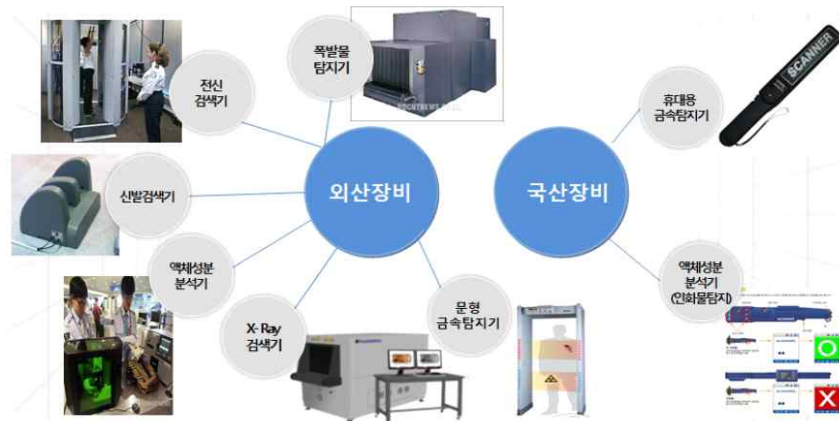 폭발물
탐지기
전신
검색기
SCANNER
휴대용
금속탐지기
외산장비
국산장비
신발검색기
액체성분
분석기
액체성분
분석기
(인화물탐지)
문형
금속탐지기
X- Ray
검색기